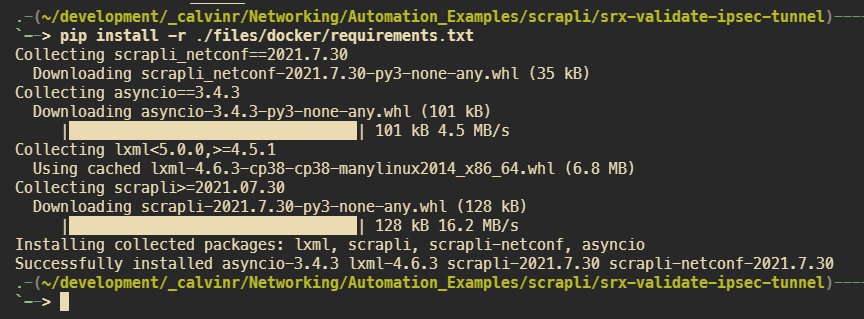 .-(~/development/_calvinr/Networking/Automation_Examples/scrapli/srx-validate-ipsec-tunnel)----
`--> pip install -r ./files/docker/requirements.txt
Collecting scrapli_netconf==2021.7.30
  Downloading scrapli_netconf-2021.7.30-py3-none-any.whl (35 kB)
Collecting asyncio==3.4.3
  Downloading asyncio-3.4.3-py3-none-any.whl (101 kB)
     |████████████████████████████████| 101 kB 4.5 MB/s
Collecting lxml<5.0.0,>=4.5.1
  Using cached lxml-4.6.3-cp38-cp38-manylinux2014_x86_64.whl (6.8 MB)
Collecting scrapli>=2021.07.30
  Downloading scrapli-2021.7.30-py3-none-any.whl (128 kB)
     |████████████████████████████████| 128 kB 16.2 MB/s
Installing collected packages: lxml, scrapli, scrapli-netconf, asyncio
Successfully installed asyncio-3.4.3 lxml-4.6.3 scrapli-2021.7.30 scrapli-netconf-2021.7.30
.-(~/development/_calvinr/Networking/Automation_Examples/scrapli/srx-validate-ipsec-tunnel)----
`-->